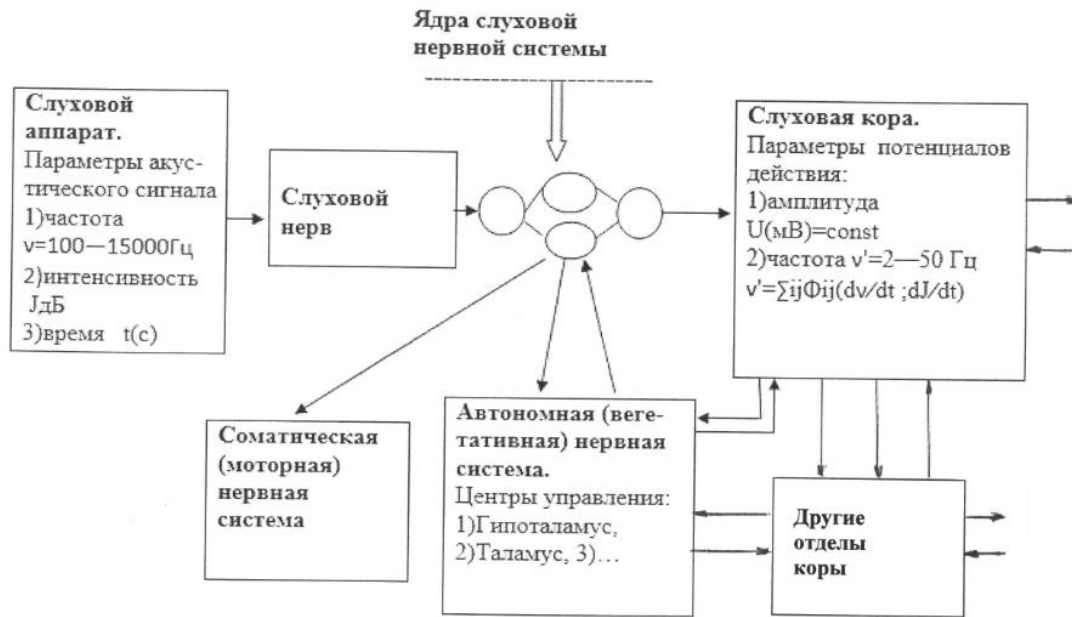 Ядра слуховой
нервной системы
Слуховой
аппарат.
Параметры акус-
тического сигнала
1)частота
ν=100—15000Гц
2)интенсивность
JдБ
3)время t(c)
Слуховой
нерв
Слуховая кора.
Параметры потенциалов
действия:
1)амплитуда
U(мВ)=const
2)частота ν'=2—50 Гц
ν'=∑ijΦij(dν/dt ;dJ/dt)
Соматическая
(моторная)
нервная
система
Автономная (веге-
тативная) нервная
система.
Центры управления:
1)Гипоталамус,
2)Таламус, 3)…
Другие
отделы
коры